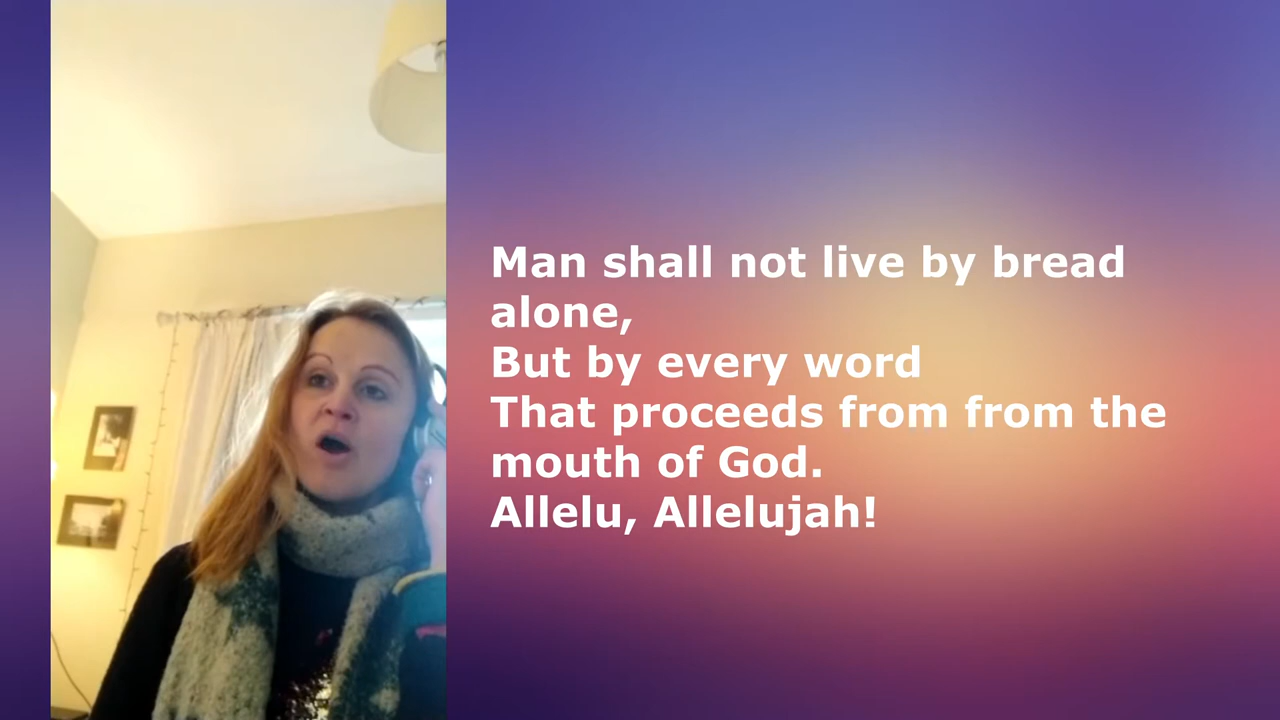 Man shall not live by bread
alone,
But by every word
That proceeds from from the
mouth of God.
Allelu, Allelujah!